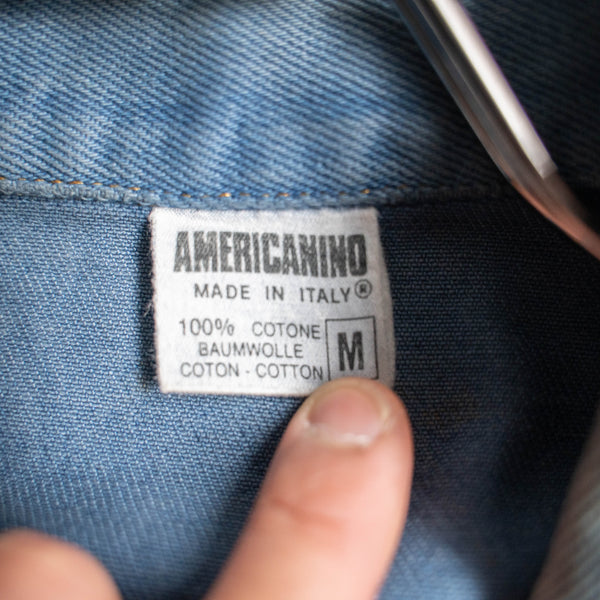 AMERICANINO
MADE IN ITALY®
100% COTONE
BAUMWOLLE
COTON - COTTON
M